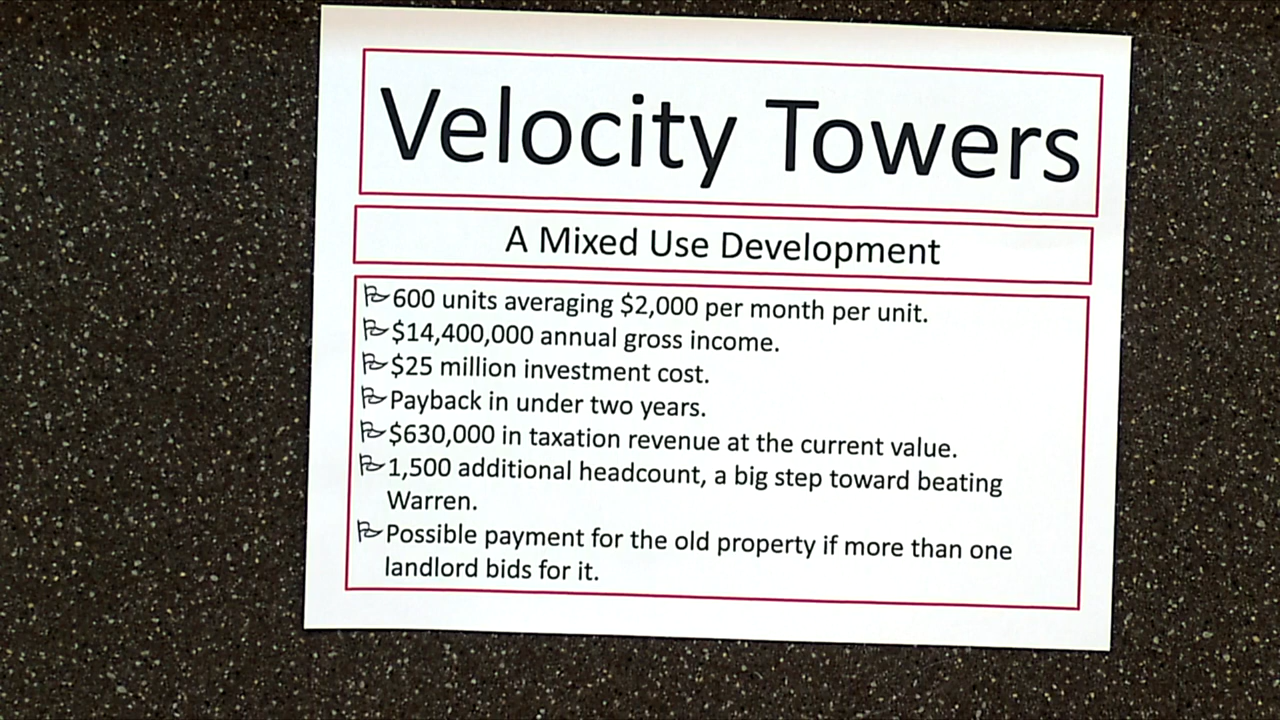 Velocity Towers
A Mixed Use Development
600 units averaging $2,000 per month per unit.
$14,400,000 annual gross income.
$25 million investment cost.
Payback in under two years.
$630,000 in taxation revenue at the current value.
1,500 additional headcount, a big step toward beating
Warren.
Possible payment for the old property if more than one
landlord bids for it.